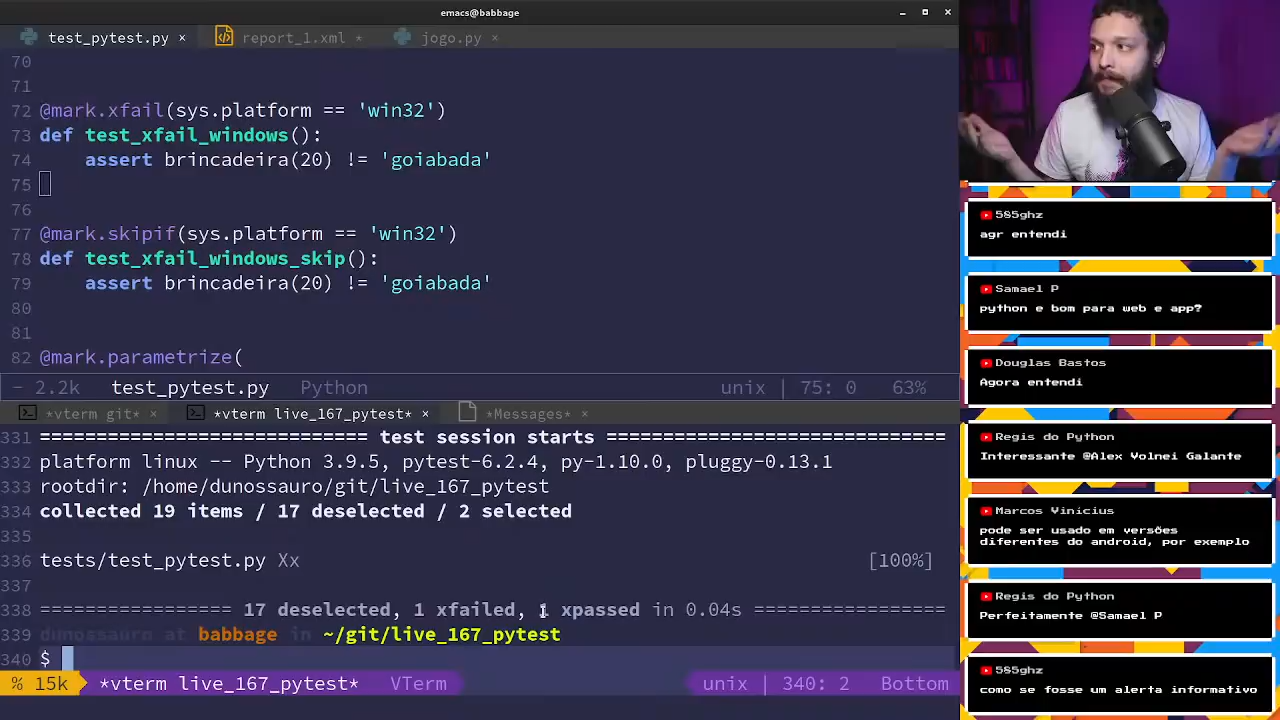 emacs@babbage
test_pytest.py × report_1.xml • jogo.py ×
70
71
72 @mark.xfail(sys.platform == 'win32')
73 def test_xfail_windows():
74 assert brincadeira(20) != 'goiabada'
75
76
77 @mark.skipif(sys.platform == 'win32')
78 def test_xfail_windows_skip():
79 assert brincadeira(20) != 'goiabada'
80
81
82 @mark.parametrize(
- 2.2k test_pytest.py Python unix | 75: 0 63%
*vterm git* × *vterm live_167_pytest* × *Messages* ×
331 ============================= test session starts ==============================
332 platform linux -- Python 3.9.5, pytest-6.2.4, py-1.10.0, pluggy-0.13.1
333 rootdir: /home/dunossauro/git/live_167_pytest
334 collected 19 items / 17 deselected / 2 selected
335
336 tests/test_pytest.py Xx [100%]
337
338 ================= 17 deselected, 1 xfailed, 1 xpassed in 0.04s =================
339 dunossauro at babbage in ~/git/live_167_pytest
340 $
% 15k *vterm live_167_pytest* VTerm unix | 340: 2 Bottom
585ghz
agr entendi
Samael P
python e bom para web e app?
Douglas Bastos
Agora entendi
Regis do Python
Interessante @Alex Volnei Galante
Marcos Vinicius
pode ser usado em versões
diferentes do android, por exemplo
Regis do Python
Perfeitamente @Samael P
585ghz
como se fosse um alerta informativo